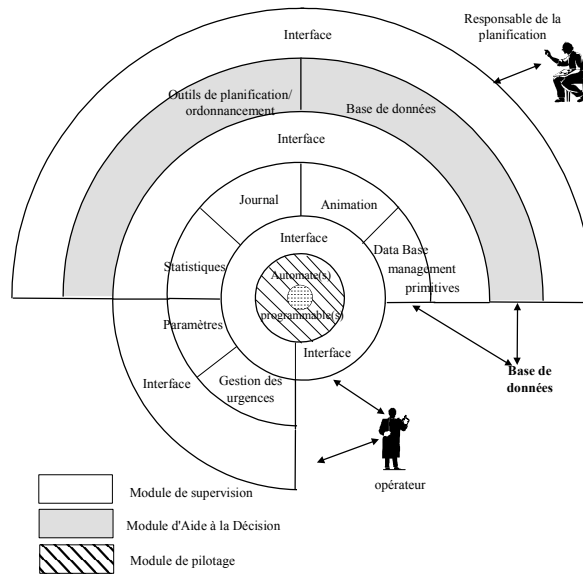 Responsable de la
planification
Interface
Outils de planification/
ordonnancement
Base de données
Interface
Journal
Animation
Interface
Statistiques
Data Base
management
primitives
Automate(s)
programmable(s)
Paramètres
Interface
Interface
Gestion des
urgences
Base de
données
opérateur
Module de supervision
Module d'Aide à la Décision
Module de pilotage